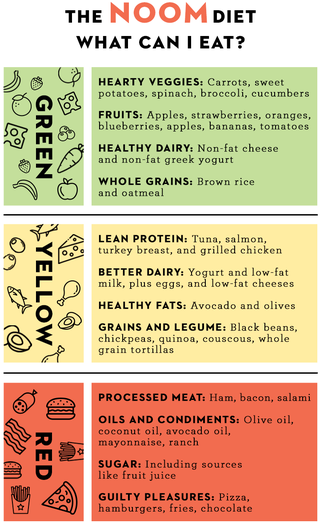 THE NOOM DIET
WHAT CAN I EAT?
GREEN
HEARTY VEGGIES: Carrots, sweet
potatoes, spinach, broccoli, cucumbers
FRUITS: Apples, strawberries, oranges,
blueberries, apples, bananas, tomatoes
HEALTHY DAIRY: Non-fat cheese
and non-fat greek yogurt
WHOLE GRAINS: Brown rice
and oatmeal
YELLOW
LEAN PROTEIN: Tuna, salmon,
turkey breast, and grilled chicken
BETTER DAIRY: Yogurt and low-fat
milk, plus eggs, and low-fat cheeses
HEALTHY FATS: Avocado and olives
GRAINS AND LEGUME: Black beans,
chickpeas, quinoa, couscous, whole
grain tortillas
RED
PROCESSED MEAT: Ham, bacon, salami
OILS AND CONDIMENTS: Olive oil,
coconut oil, avocado oil,
mayonnaise, ranch
SUGAR: Including sources
like fruit juice
GUILTY PLEASURES: Pizza,
hamburgers, fries, chocolate